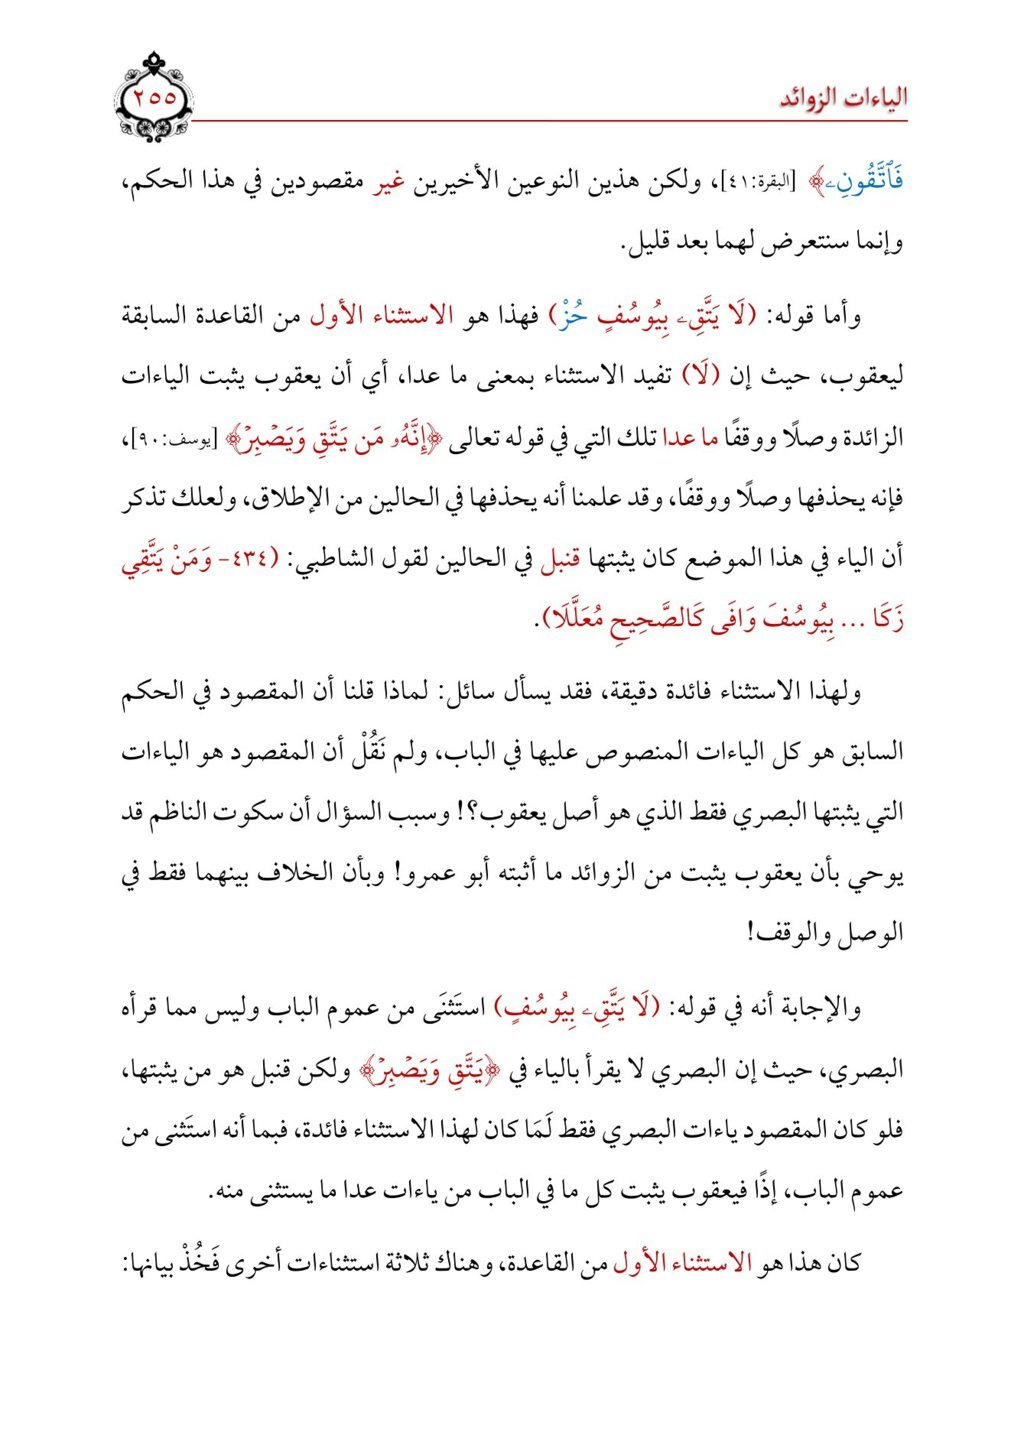 الياءات الزوائد
٢٥٥
فَٱتَّقُونِۦ﴾ [البقرة:٤١]، ولكن هذين النوعين الأخيرين غير مقصودين في هذا الحكم،
وإنما سنتعرض لهما بعد قليل.
وأما قوله: (لَا يَتَّقِۦ بِيُوسُفٍ حُزْ) فهذا هو الاستثناء الأول من القاعدة السابقة
ليعقوب، حيث إن (لَا) تفيد الاستثناء بمعنى ما عدا، أي أن يعقوب يثبت الياءات
الزائدة وصلًا ووقفًا ما عدا تلك التي في قوله تعالى ﴿إِنَّهُۥ مَن يَتَّقِ وَيَصْبِرْ﴾ [يوسف:٩٠]،
فإنه يحذفها وصلًا ووقفًا، وقد علمنا أنه يحذفها في الحالين من الإطلاق، ولعلك تذكر
أن الياء في هذا الموضع كان يثبتها قنبل في الحالين لقول الشاطبي: (٤٣٤- وَمَنْ يَتَّقِي
زَكَا ... بِيُوسُفَ وَافَى كَالصَّحِيحِ مُعَلَّلَا).
ولهذا الاستثناء فائدة دقيقة، فقد يسأل سائل: لماذا قلنا أن المقصود في الحكم
السابق هو كل الياءات المنصوص عليها في الباب، ولم نَقُلْ أن المقصود هو الياءات
التي يثبتها البصري فقط الذي هو أصل يعقوب؟! وسبب السؤال أن سكوت الناظم قد
يوحي بأن يعقوب يثبت من الزوائد ما أثبته أبو عمرو! وبأن الخلاف بينهما فقط في
الوصل والوقف!
والإجابة أنه في قوله: (لَا يَتَّقِۦ بِيُوسُفٍ) استَثنَى من عموم الباب وليس مما قرأه
البصري، حيث إن البصري لا يقرأ بالياء في ﴿يَتَّقِ وَيَصْبِرْ﴾ ولكن قنبل هو من يثبتها،
فلو كان المقصود ياءات البصري فقط لَمَا كان لهذا الاستثناء فائدة، فبما أنه استَثنى من
عموم الباب، إذًا فيعقوب يثبت كل ما في الباب من ياءات عدا ما يستثنى منه.
كان هذا هو الاستثناء الأول من القاعدة، وهناك ثلاثة استثناءات أخرى فَخُذْ بيانها: